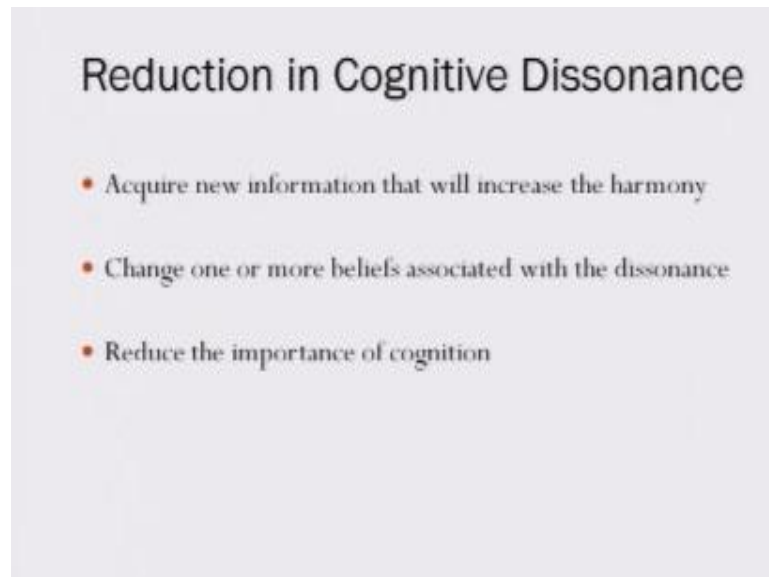 Reduction in Cognitive Dissonance
• Acquire new information that will increase the harmony
• Change one or more beliefs associated with the dissonance
• Reduce the importance of cognition